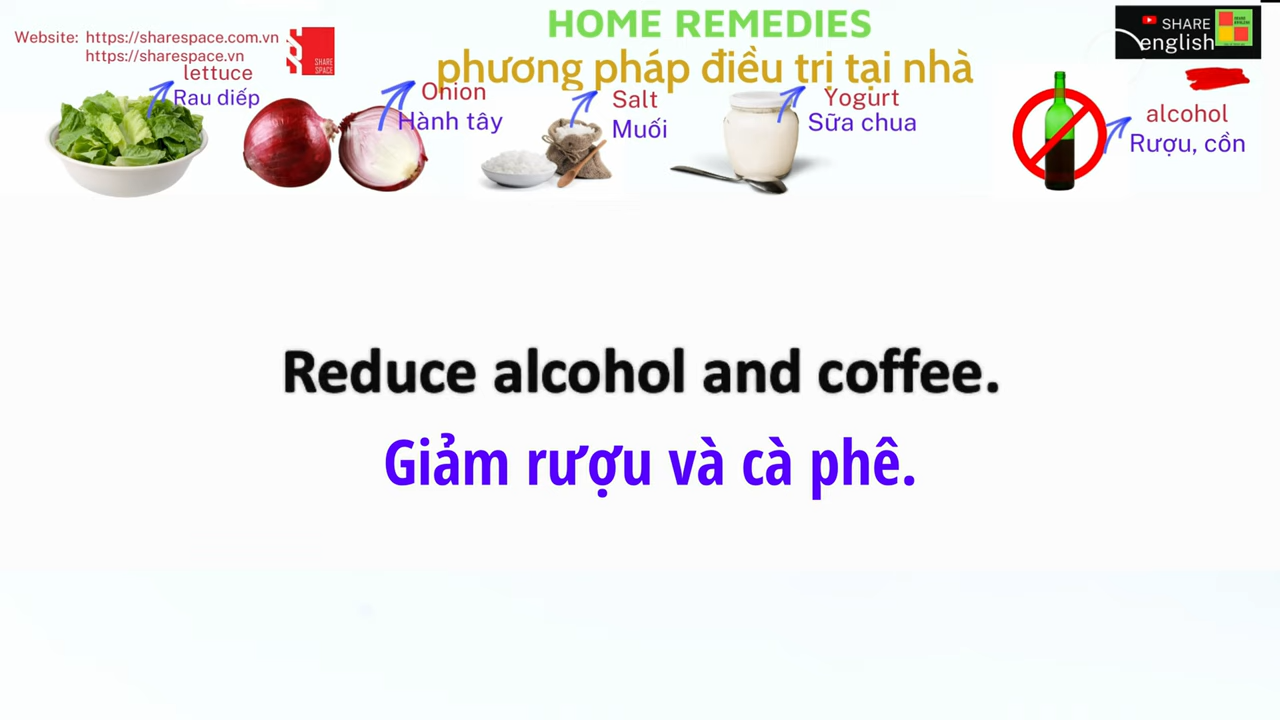 HOME REMEDIES
phương pháp điều trị tại nhà
Website: https://sharespace.com.vn
https://sharespace.vn
SHARE
SPACE
SHARE
english
lettuce
Rau diếp
Onion
Hành tây
Salt
Muối
Yogurt
Sữa chua
alcohol
Rượu, cồn
Reduce alcohol and coffee.
Giảm rượu và cà phê.